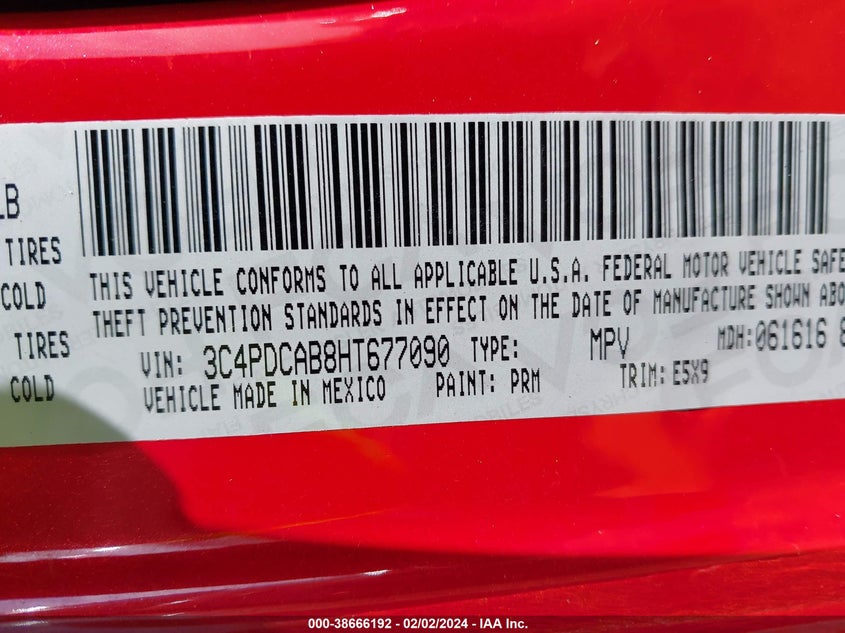 LB
TIRES
COLD
TIRES
COLD
THIS VEHICLE CONFORMS TO ALL APPLICABLE U.S.A. FEDERAL MOTOR VEHICLE SAFE
THEFT PREVENTION STANDARDS IN EFFECT ON THE DATE OF MANUFACTURE SHOWN ABO
VIN: 3C4PDCAB8HT677090 TYPE: MPV MDH:061616 8
VEHICLE MADE IN MEXICO PAINT: PRM TRIM: E5X9
000-38666192 - 02/02/2024 - IAA Inc.